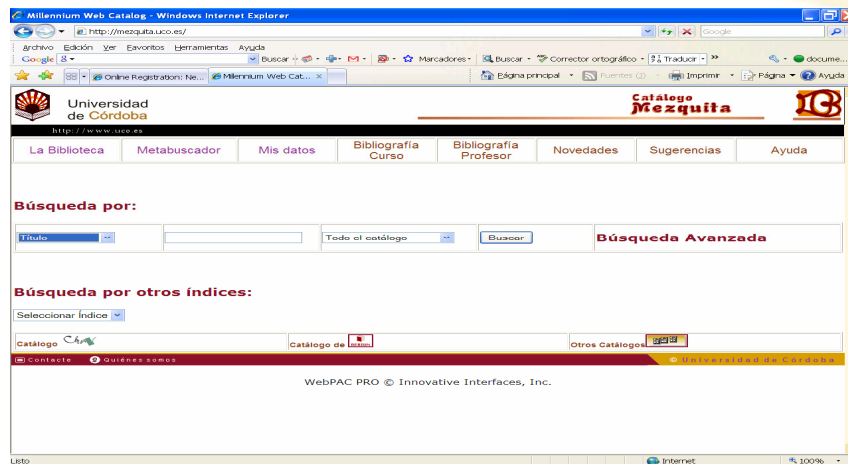 Millennium Web Catalog - Windows Internet Explorer
http://mezquita.uco.es/
Google
Archivo Edición Ver Favoritos Herramientas Ayuda
Google Buscar Marcadores Buscar Corrector ortográfico Traducir docume...
Online Registration: Ne... Millennium Web Cat... Página principal Fuentes Imprimir Página Ayuda
Universidad
de Córdoba
Catálogo
Mezquita
http://www.uco.es
La Biblioteca
Metabuscador
Mis datos
Bibliografía
Curso
Bibliografía
Profesor
Novedades
Sugerencias
Ayuda
Búsqueda por:
Título Todo el catálogo Buscar Búsqueda Avanzada
Búsqueda por otros índices:
Seleccionar Índice
Catálogo Catálogo de Otros Catálogos
Contacte Quiénes somos © Universidad de Córdoba
WebPAC PRO © Innovative Interfaces, Inc.
Listo Internet 100%